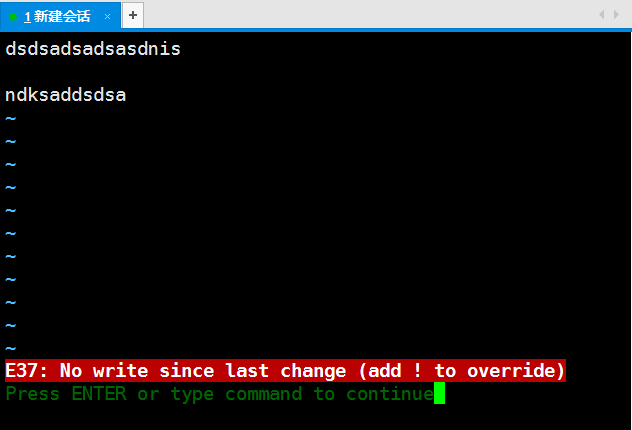 1 新建会话 × +
dsdsadsadsasdnis
ndksaddsdsa
~
~
~
~
~
~
~
~
~
~
~
E37: No write since last change (add ! to override)
Press ENTER or type command to continue